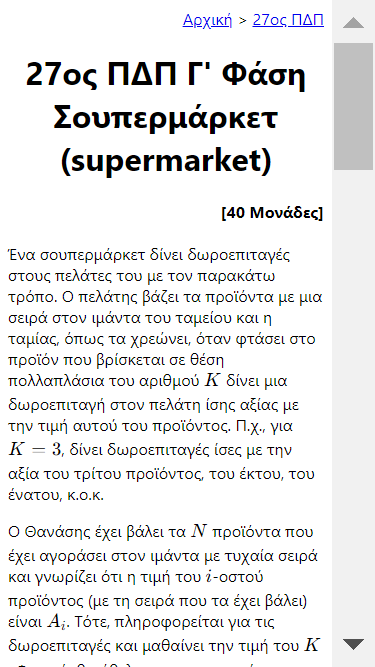 Αρχική > 27ος ΠΔΠ
27ος ΠΔΠ Γ' Φάση
Σουπερμάρκετ
(supermarket)
[40 Μονάδες]
Ένα σουπερμάρκετ δίνει δωροεπιταγές
στους πελάτες του με τον παρακάτω
τρόπο. Ο πελάτης βάζει τα προϊόντα με μια
σειρά στον ιμάντα του ταμείου και η
ταμίας, όπως τα χρεώνει, όταν φτάσει στο
προϊόν που βρίσκεται σε θέση
πολλαπλάσια του αριθμού K δίνει μια
δωροεπιταγή στον πελάτη ίσης αξίας με
την τιμή αυτού του προϊόντος. Π.χ., για
K = 3, δίνει δωροεπιταγές ίσες με την
αξία του τρίτου προϊόντος, του έκτου, του
ένατου, κ.ο.κ.
Ο Θανάσης έχει βάλει τα N προϊόντα που
έχει αγοράσει στον ιμάντα με τυχαία σειρά
και γνωρίζει ότι η τιμή του i-οστού
προϊόντος (με τη σειρά που τα έχει βάλει)
είναι A_i. Τότε, πληροφορείται για τις
δωροεπιταγές και μαθαίνει την τιμή του K